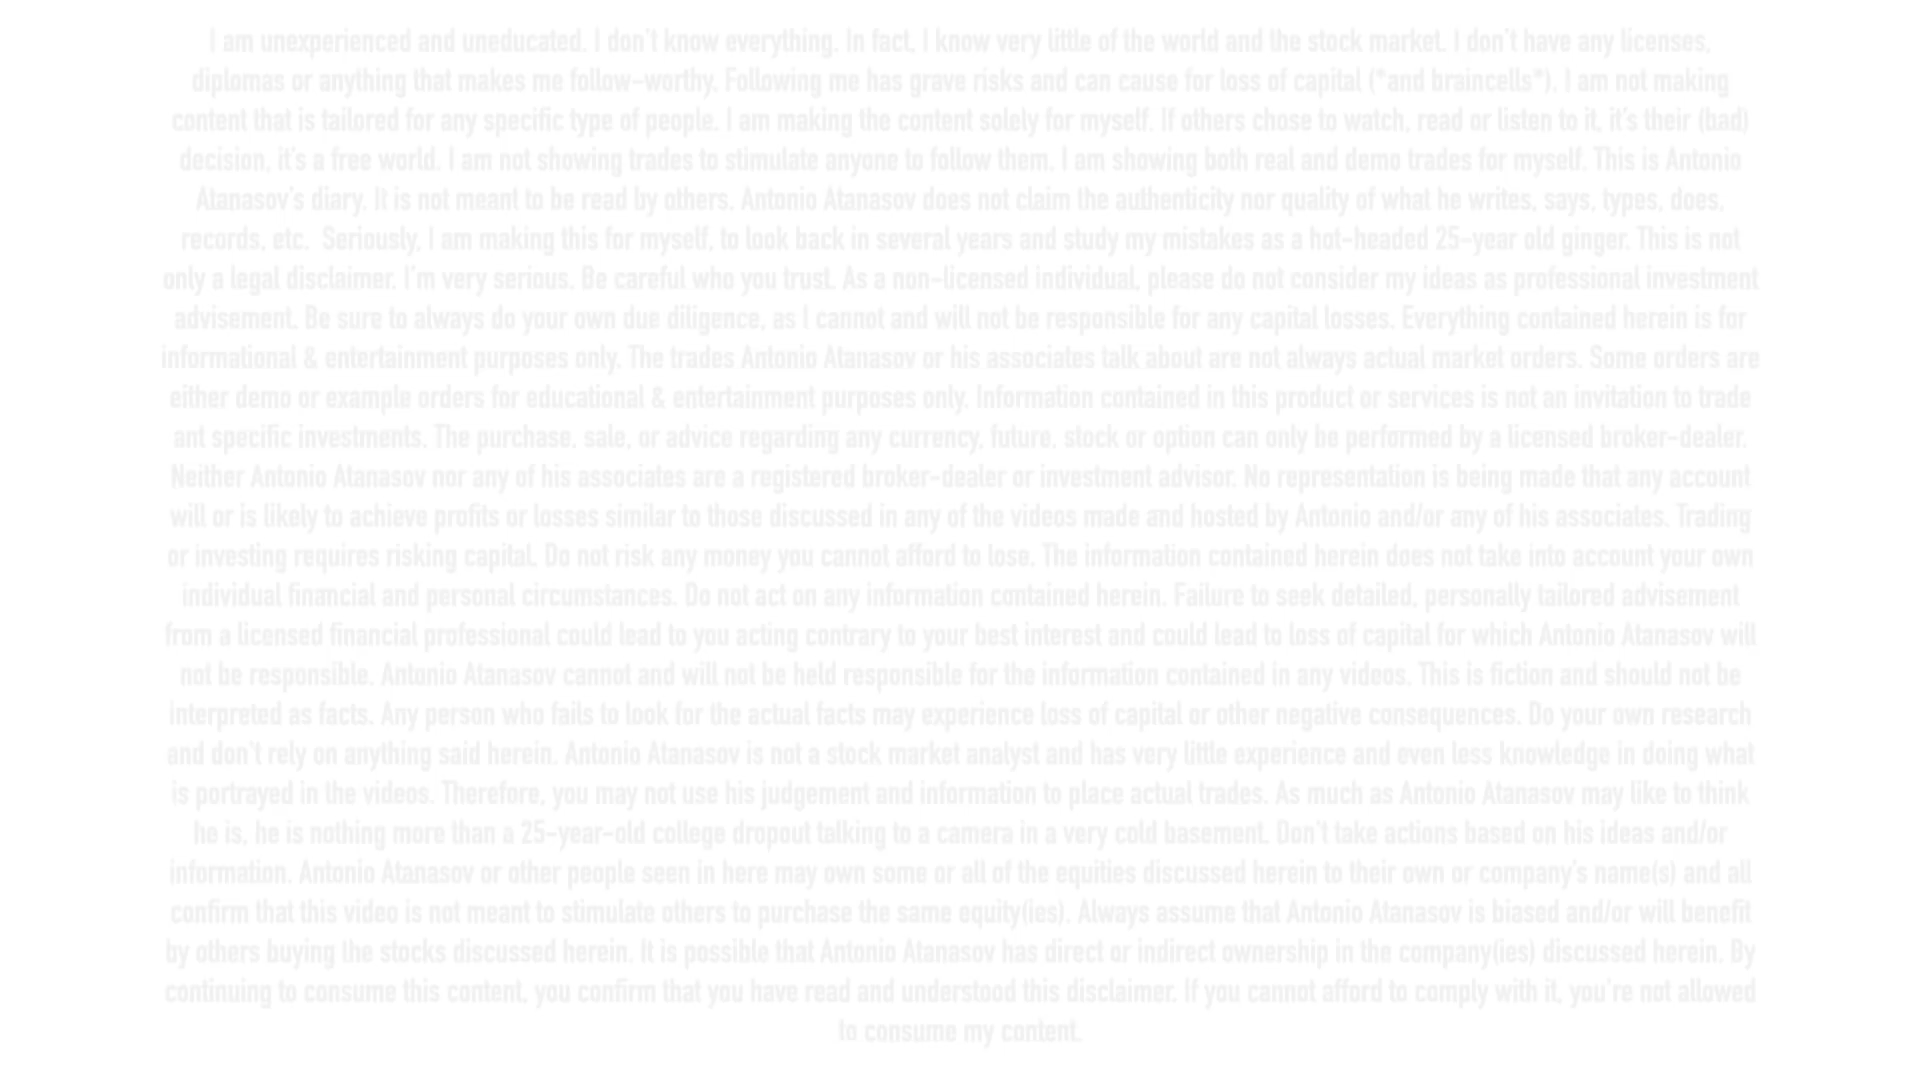 I am unexperienced and uneducated. I don't know everything. In fact, I know very little of the world and the stock market. I don't have any licenses,
diplomas or anything that makes me follow-worthy. Following me has grave risks and can cause for loss of capital (*and braincells*). I am not making
content that is tailored for any specific type of people. I am making the content solely for myself. If others chose to watch, read or listen to it, it's their (bad)
decision, it's a free world. I am not showing trades to stimulate anyone to follow them. I am showing both real and demo trades for myself. This is Antonio
Atanasov's diary. It is not meant to be read by others. Antonio Atanasov does not claim the authenticity nor quality of what he writes, says, types, does,
records, etc. Seriously, I am making this for myself, to look back in several years and study my mistakes as a hot-headed 25-year old ginger. This is not
only a legal disclaimer. I'm very serious. Be careful who you trust. As a non-licensed individual, please do not consider my ideas as professional investment
advisement. Be sure to always do your own due diligence, as I cannot and will not be responsible for any capital losses. Everything contained herein is for
informational & entertainment purposes only. The trades Antonio Atanasov or his associates talk about are not always actual market orders. Some orders are
either demo or example orders for educational & entertainment purposes only. Information contained in this product or services is not an invitation to trade
ant specific investments. The purchase, sale, or advice regarding any currency, future, stock or option can only be performed by a licensed broker-dealer.
Neither Antonio Atanasov nor any of his associates are a registered broker-dealer or investment advisor. No representation is being made that any account
will or is likely to achieve profits or losses similar to those discussed in any of the videos made and hosted by Antonio and/or any of his associates. Trading
or investing requires risking capital. Do not risk any money you cannot afford to lose. The information contained herein does not take into account your own
individual financial and personal circumstances. Do not act on any information contained herein. Failure to seek detailed, personally tailored advisement
from a licensed financial professional could lead to you acting contrary to your best interest and could lead to loss of capital for which Antonio Atanasov will
not be responsible. Antonio Atanasov cannot and will not be held responsible for the information contained in any videos. This is fiction and should not be
interpreted as facts. Any person who fails to look for the actual facts may experience loss of capital or other negative consequences. Do your own research
and don't rely on anything said herein. Antonio Atanasov is not a stock market analyst and has very little experience and even less knowledge in doing what
is portrayed in the videos. Therefore, you may not use his judgement and information to place actual trades. As much as Antonio Atanasov may like to think
he is, he is nothing more than a 25-year-old college dropout talking to a camera in a very cold basement. Don't take actions based on his ideas and/or
information. Antonio Atanasov or other people seen in here may own some or all of the equities discussed herein to their own or company's name(s) and all
confirm that this video is not meant to stimulate others to purchase the same equity(ies). Always assume that Antonio Atanasov is biased and/or will benefit
by others buying the stocks discussed herein. It is possible that Antonio Atanasov has direct or indirect ownership in the company(ies) discussed herein. By
continuing to consume this content, you confirm that you have read and understood this disclaimer. If you cannot afford to comply with it, you're not allowed
to consume my content.